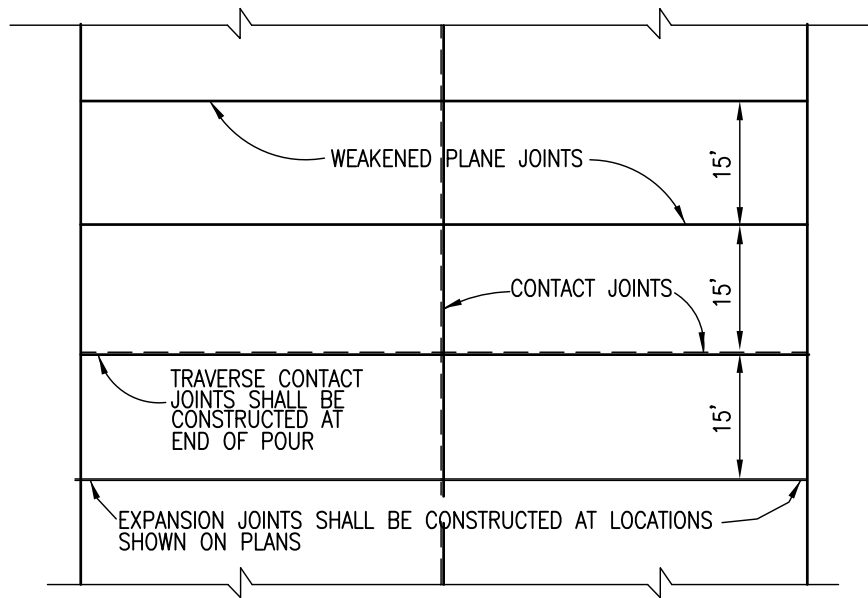 WEAKENED PLANE JOINTS
15'
CONTACT JOINTS
15'
TRAVERSE CONTACT
JOINTS SHALL BE
CONSTRUCTED AT
END OF POUR
15'
EXPANSION JOINTS SHALL BE CONSTRUCTED AT LOCATIONS
SHOWN ON PLANS